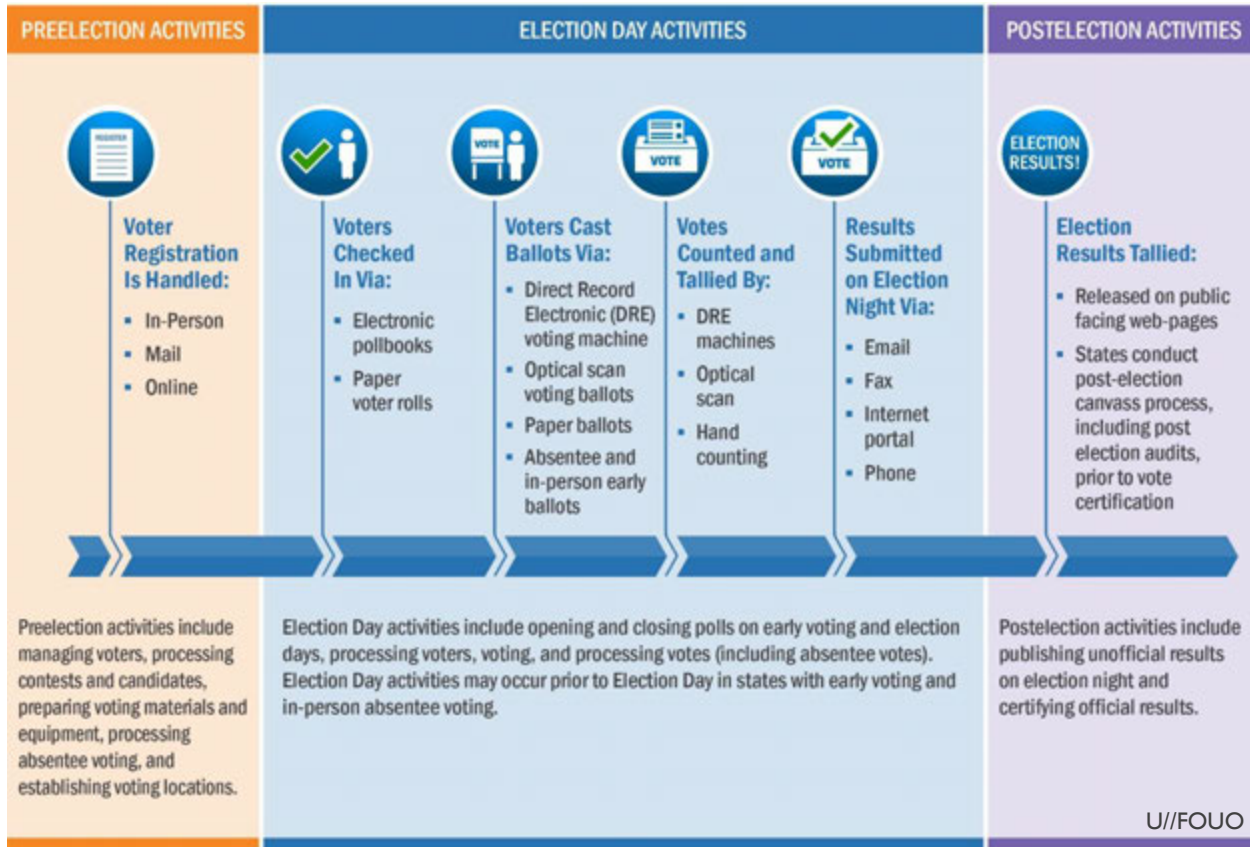 PREELECTION ACTIVITIES
ELECTION DAY ACTIVITIES
POSTELECTION ACTIVITIES
REGISTER
Voter
Registration
Is Handled:
▪ In-Person
▪ Mail
▪ Online
Voters
Checked
In Via:
▪ Electronic
pollbooks
▪ Paper
voter rolls
VOTE
Voters Cast
Ballots Via:
▪ Direct Record
Electronic (DRE)
voting machine
▪ Optical scan
voting ballots
▪ Paper ballots
▪ Absentee and
in-person early
ballots
VOTE
Votes
Counted and
Tallied By:
▪ DRE
machines
▪ Optical
scan
▪ Hand
counting
VOTE
Results
Submitted
on Election
Night Via:
▪ Email
▪ Fax
▪ Internet
portal
▪ Phone
ELECTION
RESULTS!
Election
Results Tallied:
▪ Released on public
facing web-pages
▪ States conduct
post-election
canvass process,
including post
election audits,
prior to vote
certification
Preelection activities include
managing voters, processing
contests and candidates,
preparing voting materials and
equipment, processing
absentee voting, and
establishing voting locations.
Election Day activities include opening and closing polls on early voting and election
days, processing voters, voting, and processing votes (including absentee votes).
Election Day activities may occur prior to Election Day in states with early voting and
in-person absentee voting.
Postelection activities include
publishing unofficial results
on election night and
certifying official results.
U//FOUO